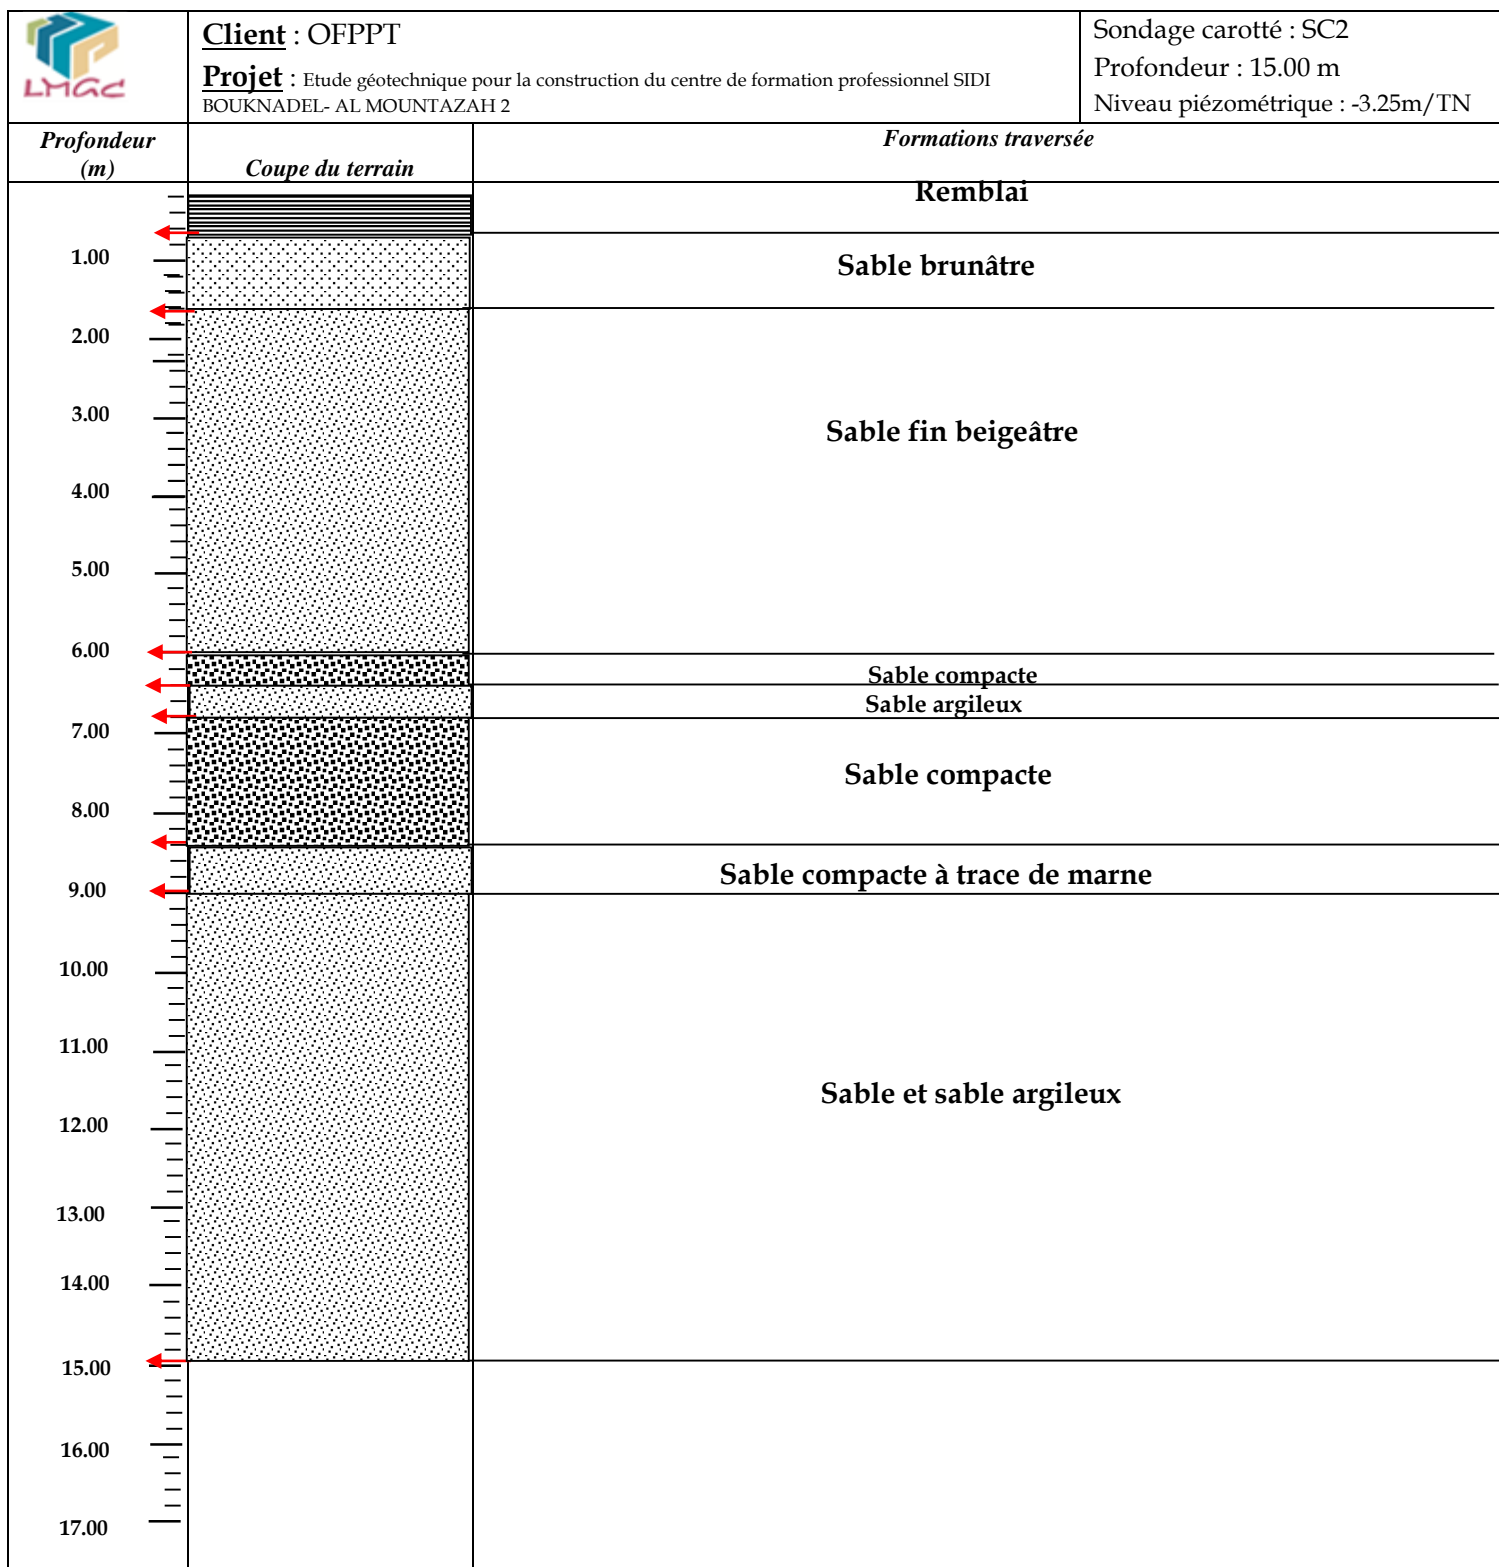 LMGC
Client : OFPPT
Projet : Etude géotechnique pour la construction du centre de formation professionnel SIDI
BOUKNADEL- AL MOUNTAZAH 2
Sondage carotté : SC2
Profondeur : 15.00 m
Niveau piézométrique : -3.25m/TN
Profondeur
(m)
Coupe du terrain
Formations traversée
Remblai
1.00
Sable brunâtre
2.00
3.00
Sable fin beigeâtre
4.00
5.00
6.00
Sable compacte
Sable argileux
7.00
Sable compacte
8.00
Sable compacte à trace de marne
9.00
10.00
11.00
Sable et sable argileux
12.00
13.00
14.00
15.00
16.00
17.00